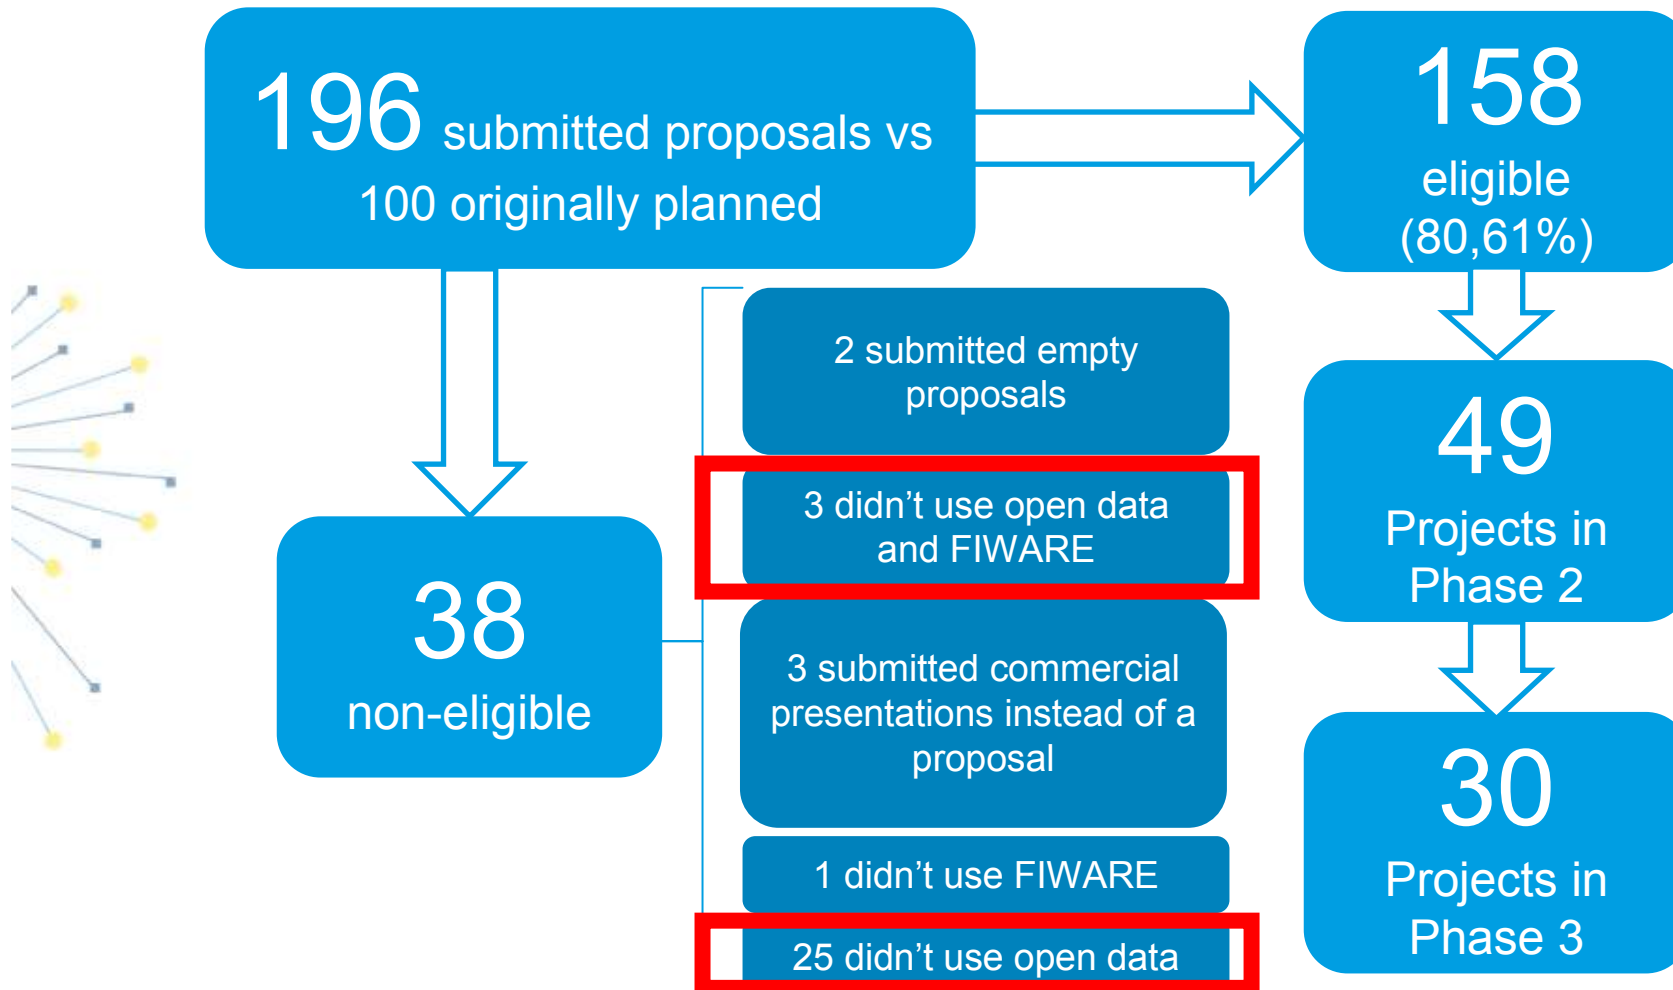 196 submitted proposals vs
100 originally planned
158
eligible
(80,61%)
2 submitted empty
proposals
3 didn’t use open data
and FIWARE
49
Projects in
Phase 2
38
non-eligible
3 submitted commercial
presentations instead of a
proposal
1 didn’t use FIWARE
25 didn’t use open data
30
Projects in
Phase 3